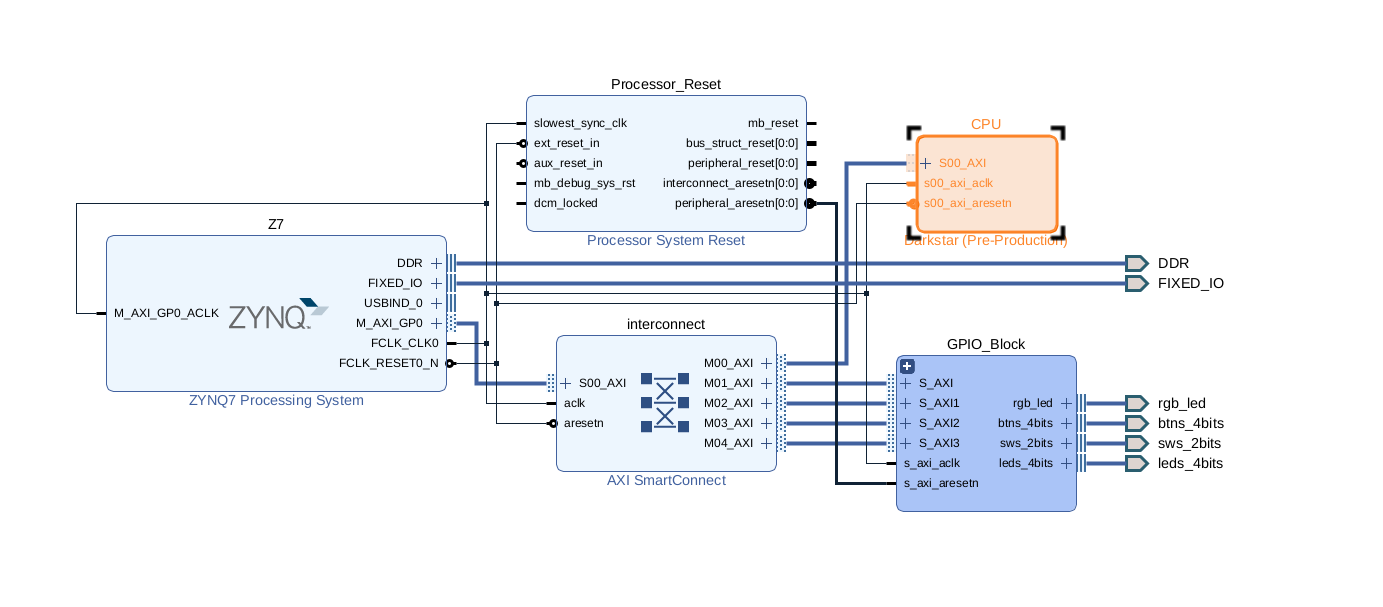 Processor_Reset
slowest_sync_clk
ext_reset_in
aux_reset_in
mb_debug_sys_rst
dcm_locked
mb_reset
bus_struct_reset[0:0]
peripheral_reset[0:0]
interconnect_aresetn[0:0]
peripheral_aresetn[0:0]
Processor System Reset
CPU
S00_AXI
s00_axi_aclk
s00_axi_aresetn
Darkstar (Pre-Production)
Z7
M_AXI_GP0_ACLK
ZYNQ
DDR
FIXED_IO
USBIND_0
M_AXI_GP0
FCLK_CLK0
FCLK_RESET0_N
ZYNQ7 Processing System
DDR
FIXED_IO
interconnect
S00_AXI
aclk
aresetn
M00_AXI
M01_AXI
M02_AXI
M03_AXI
M04_AXI
AXI SmartConnect
GPIO_Block
S_AXI
S_AXI1
S_AXI2
S_AXI3
s_axi_aclk
s_axi_aresetn
rgb_led
btns_4bits
sws_2bits
leds_4bits
rgb_led
btns_4bits
sws_2bits
leds_4bits